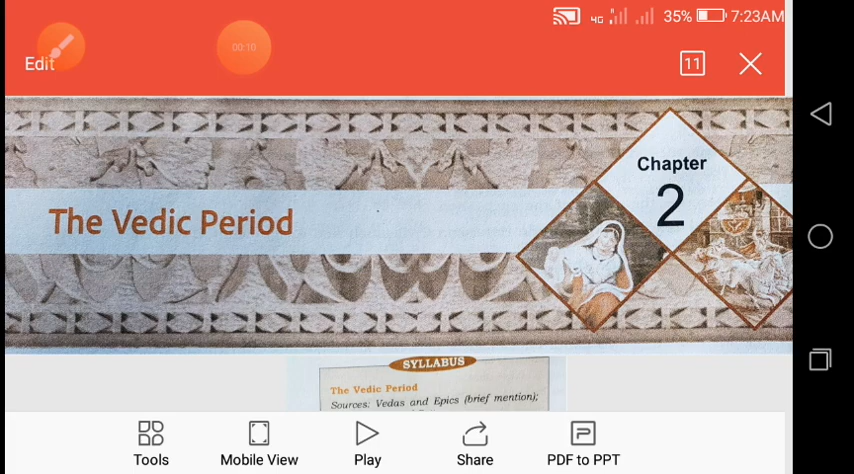 4G 35% 7:23AM
Edit
00:10
11
Chapter
2
The Vedic Period
SYLLABUS
The Vedic Period
Sources: Vedas and Epics (brief mention);
Tools Mobile View Play Share PDF to PPT